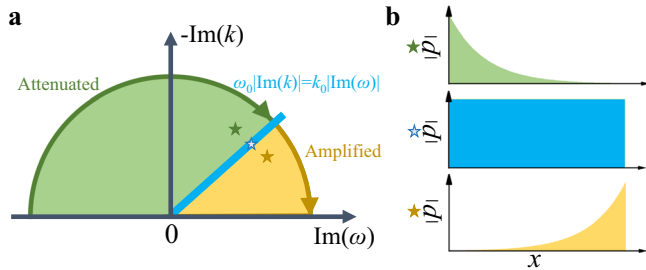 a
-Im(k)
Attenuated
ω₀|Im(k)|=k₀|Im(ω)|
Amplified
0
Im(ω)
b
|p|
|p|
|p|
x